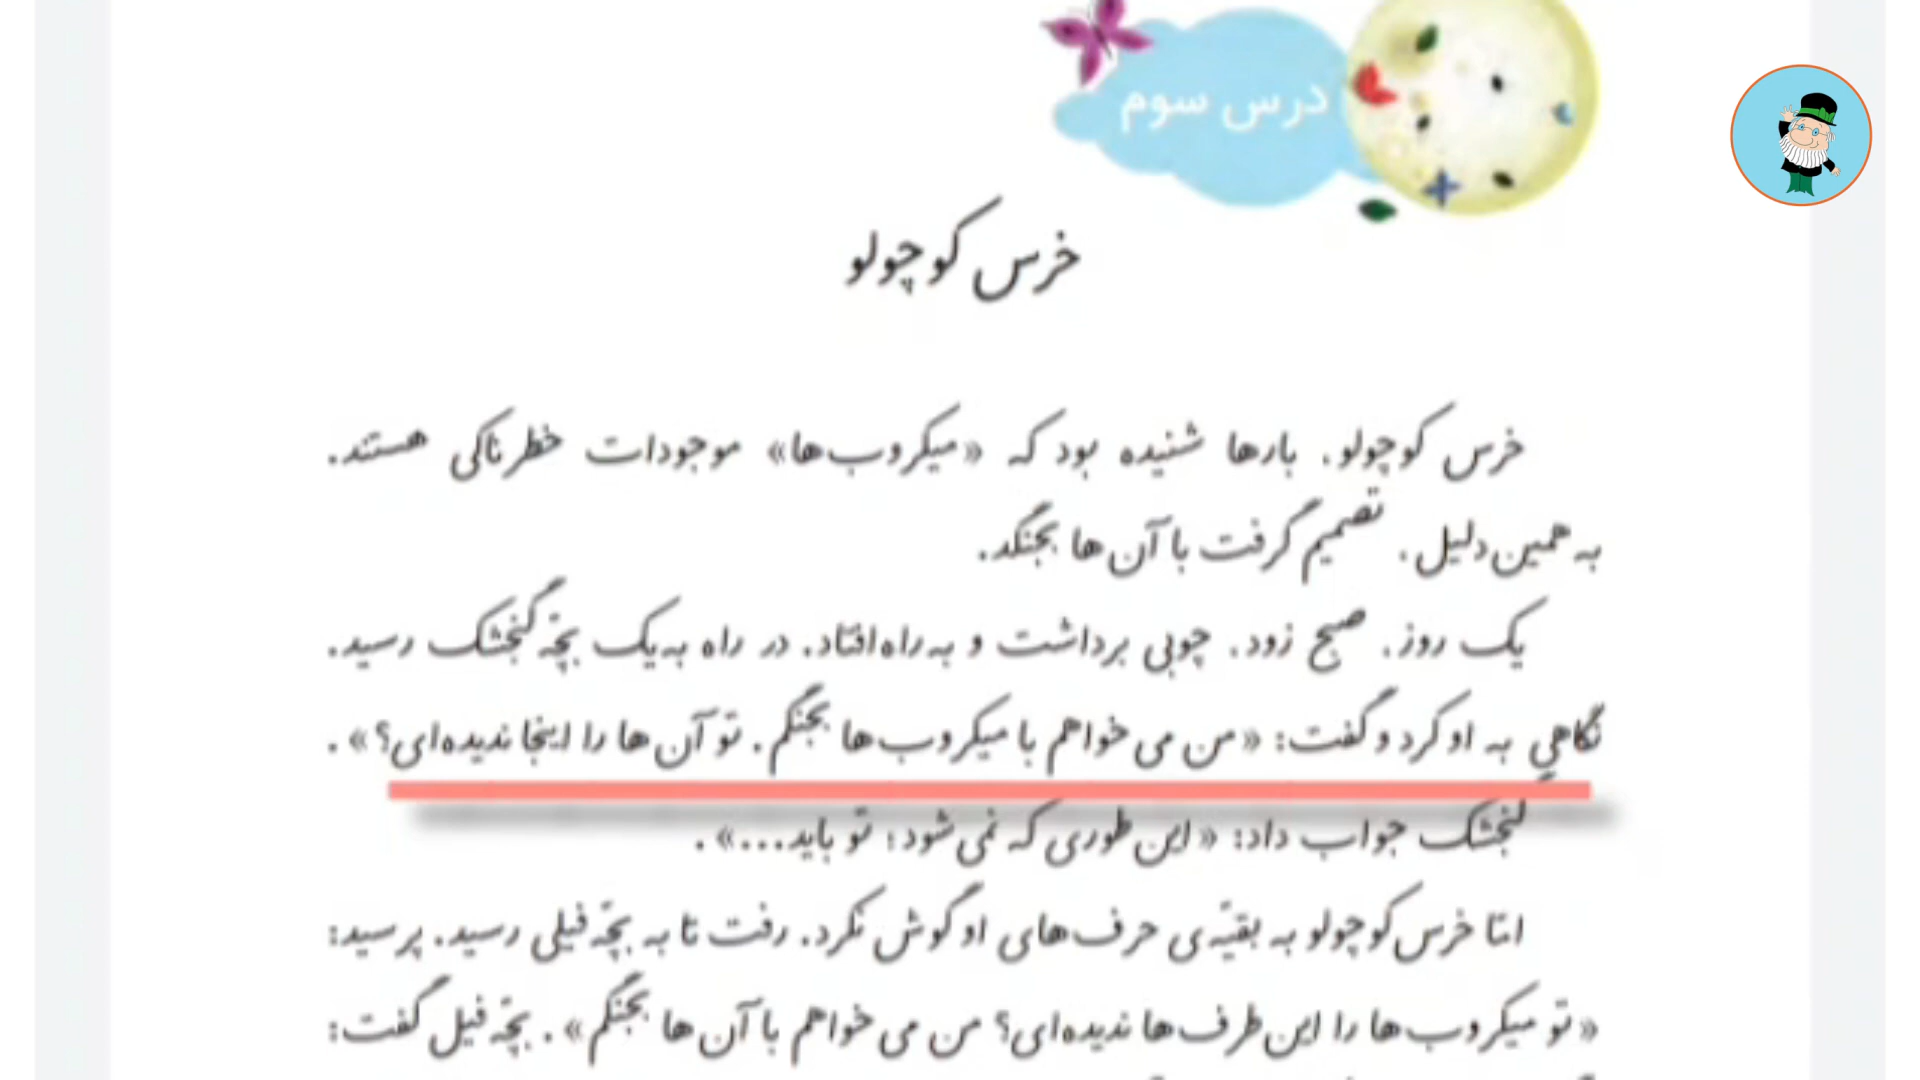 درس سوم
خرس کوچولو
خرس کوچولو، بارها شنیده بود که «میکروب‌ها» موجودات خطرناکی هستند.
به همین دلیل، تصمیم گرفت با آن ها بجنگد.
یک روز، صبح زود، چوبی برداشت و به راه افتاد. در راه به یک بچّه گنجشک رسید.
نگاهی به او کرد و گفت: «من می خواهم با میکروب‌ها بجنگم. تو آن ها را اینجا ندیده‌ای؟».
گنجشک جواب داد: «این طوری که نمی شود؛ تو باید...».
امّا خرس کوچولو به بقیّه‌ی حرف‌های او گوش نکرد. رفت تا به بچّه فیلی رسید. پرسید:
«تو میکروب‌ها را این طرف‌ها ندیده‌ای؟ من می خواهم با آن ها بجنگم». بچّه فیل گفت: